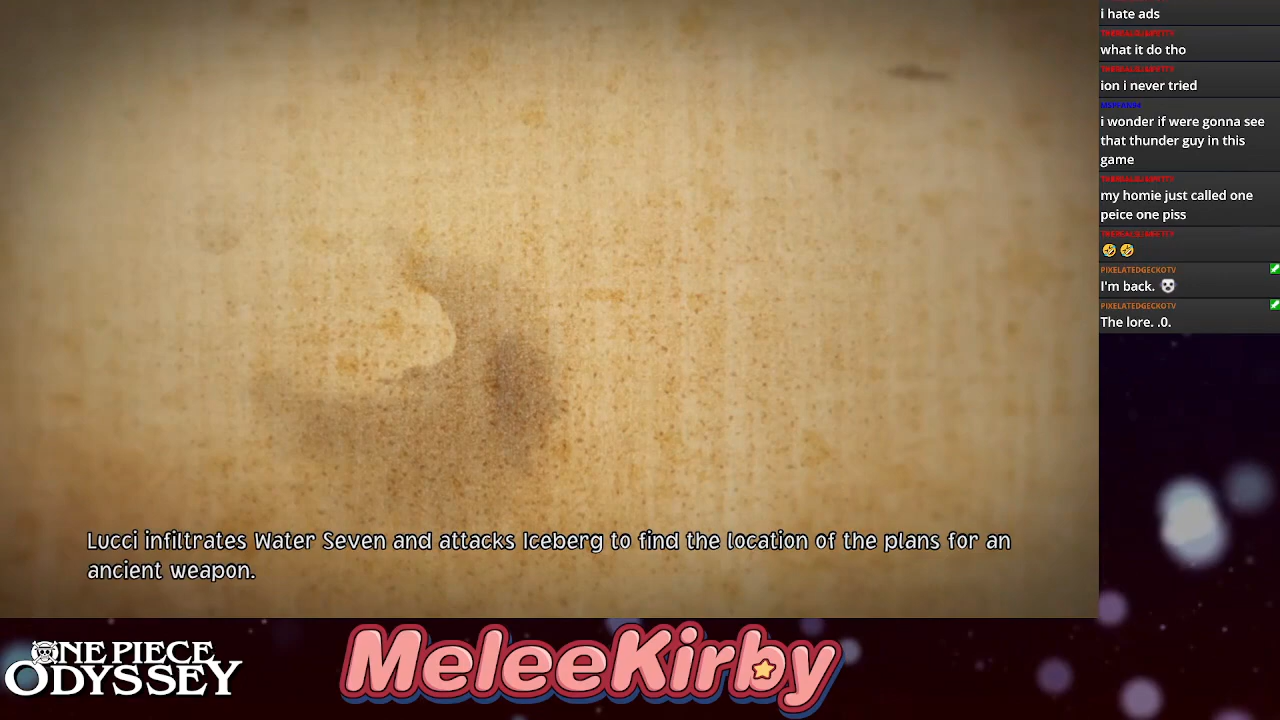 i hate ads
what it do tho
ion i never tried
i wonder if were gonna see
that thunder guy in this
game
my homie just called one
peice one piss
PIXELATEDGECKOTV
I'm back.
PIXELATEDGECKOTV
The lore. .0.
Lucci infiltrates Water Seven and attacks Iceberg to find the location of the plans for an
ancient weapon.
ONE PIECE
ODYSSEY
MeleeKirby